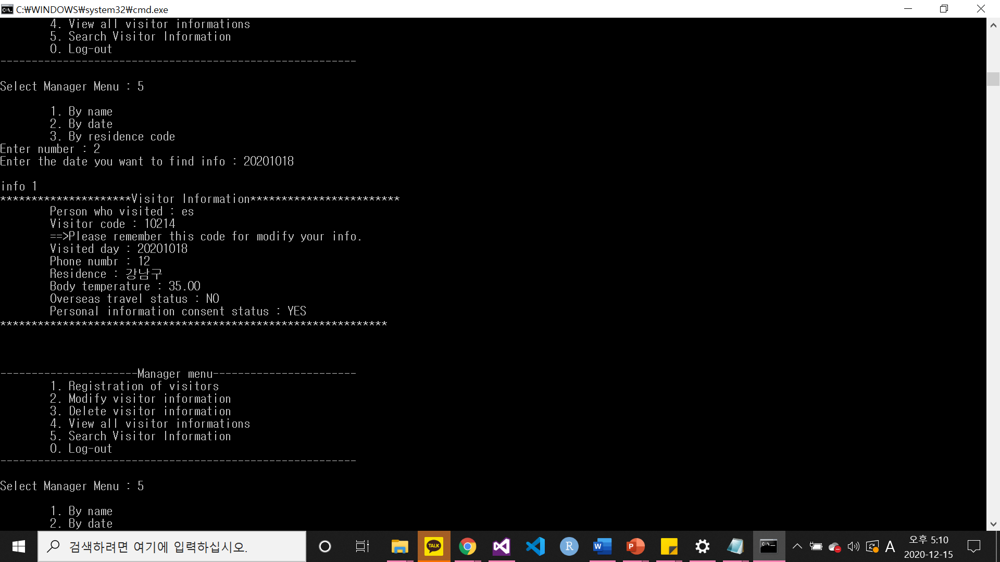 C:₩WINDOWS₩system32₩cmd.exe
4. View all visitor informations
5. Search Visitor Information
0. Log-out
---------------------------------------------------------
Select Manager Menu : 5
1. By name
2. By date
3. By residence code
Enter number : 2
Enter the date you want to find info : 20201018
info 1
*********************Visitor Information************************
Person who visited : es
Visitor code : 10214
==>Please remember this code for modify your info.
Visited day : 20201018
Phone numbr : 12
Residence : 강남구
Body temperature : 35.00
Overseas travel status : NO
Personal information consent status : YES
**************************************************************
----------------------Manager menu-----------------------
1. Registration of visitors
2. Modify visitor information
3. Delete visitor information
4. View all visitor informations
5. Search Visitor Information
0. Log-out
---------------------------------------------------------
Select Manager Menu : 5
1. By name
2. By date
검색하려면 여기에 입력하십시오.
TALK
R
W
P
C:\_
A
오후 5:10
2020-12-15